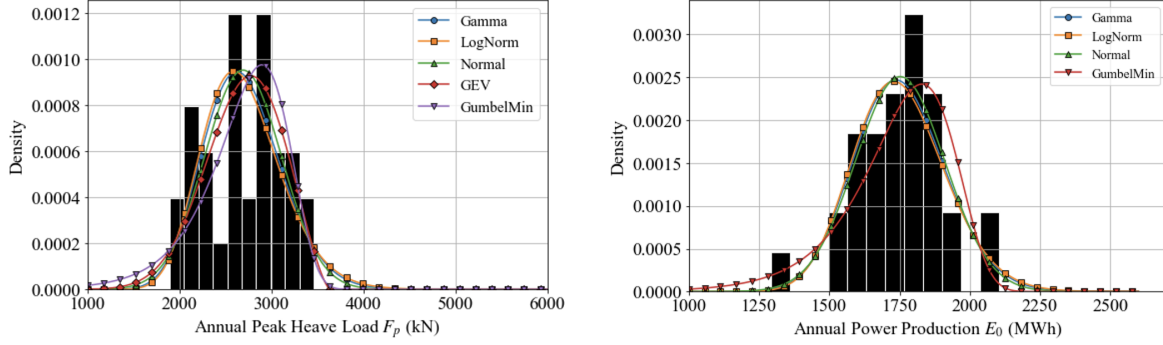 0.0012
0.0010
0.0008
0.0006
0.0004
0.0002
0.0000
Density
1000 2000 3000 4000 5000 6000
Annual Peak Heave Load Fp (kN)
Gamma
LogNorm
Normal
GEV
GumbelMin
0.0030
0.0025
0.0020
0.0015
0.0010
0.0005
0.0000
Density
1000 1250 1500 1750 2000 2250 2500
Annual Power Production E0 (MWh)
Gamma
LogNorm
Normal
GumbelMin